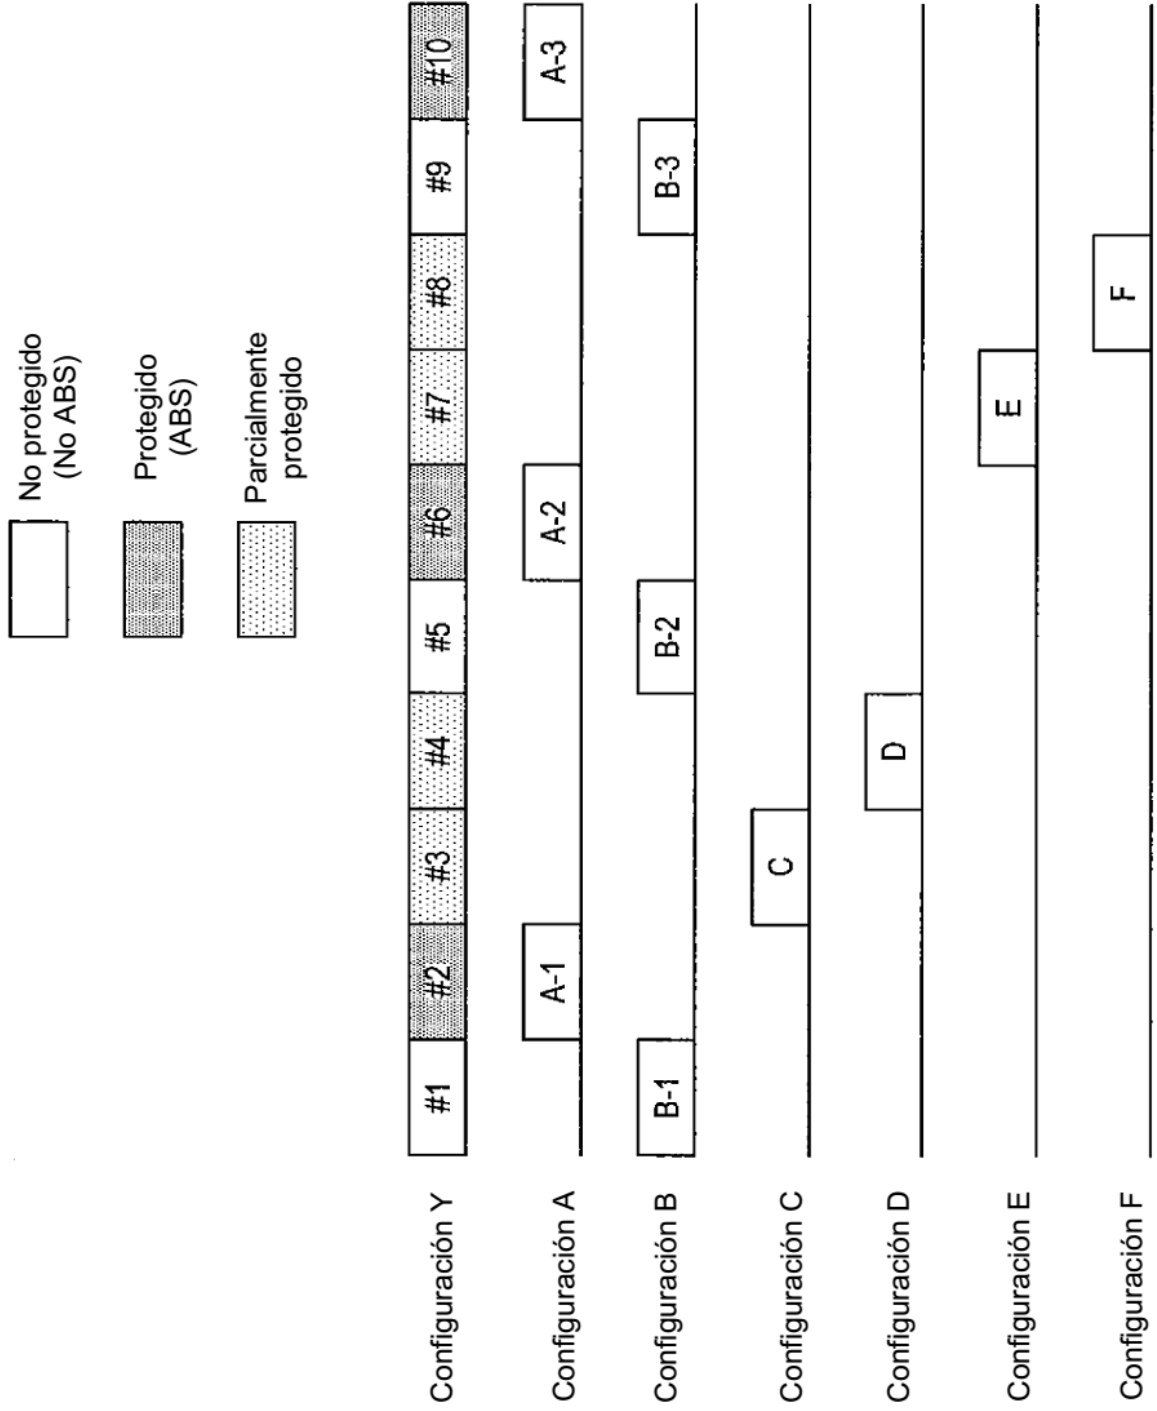 No protegido
(No ABS)
Protegido
(ABS)
Parcialmente
protegido
Configuración Y
#1
#2
#3
#4
#5
#6
#7
#8
#9
#10
Configuración A
A-1
A-2
A-3
Configuración B
B-1
B-2
B-3
Configuración C
C
Configuración D
D
Configuración E
E
Configuración F
F